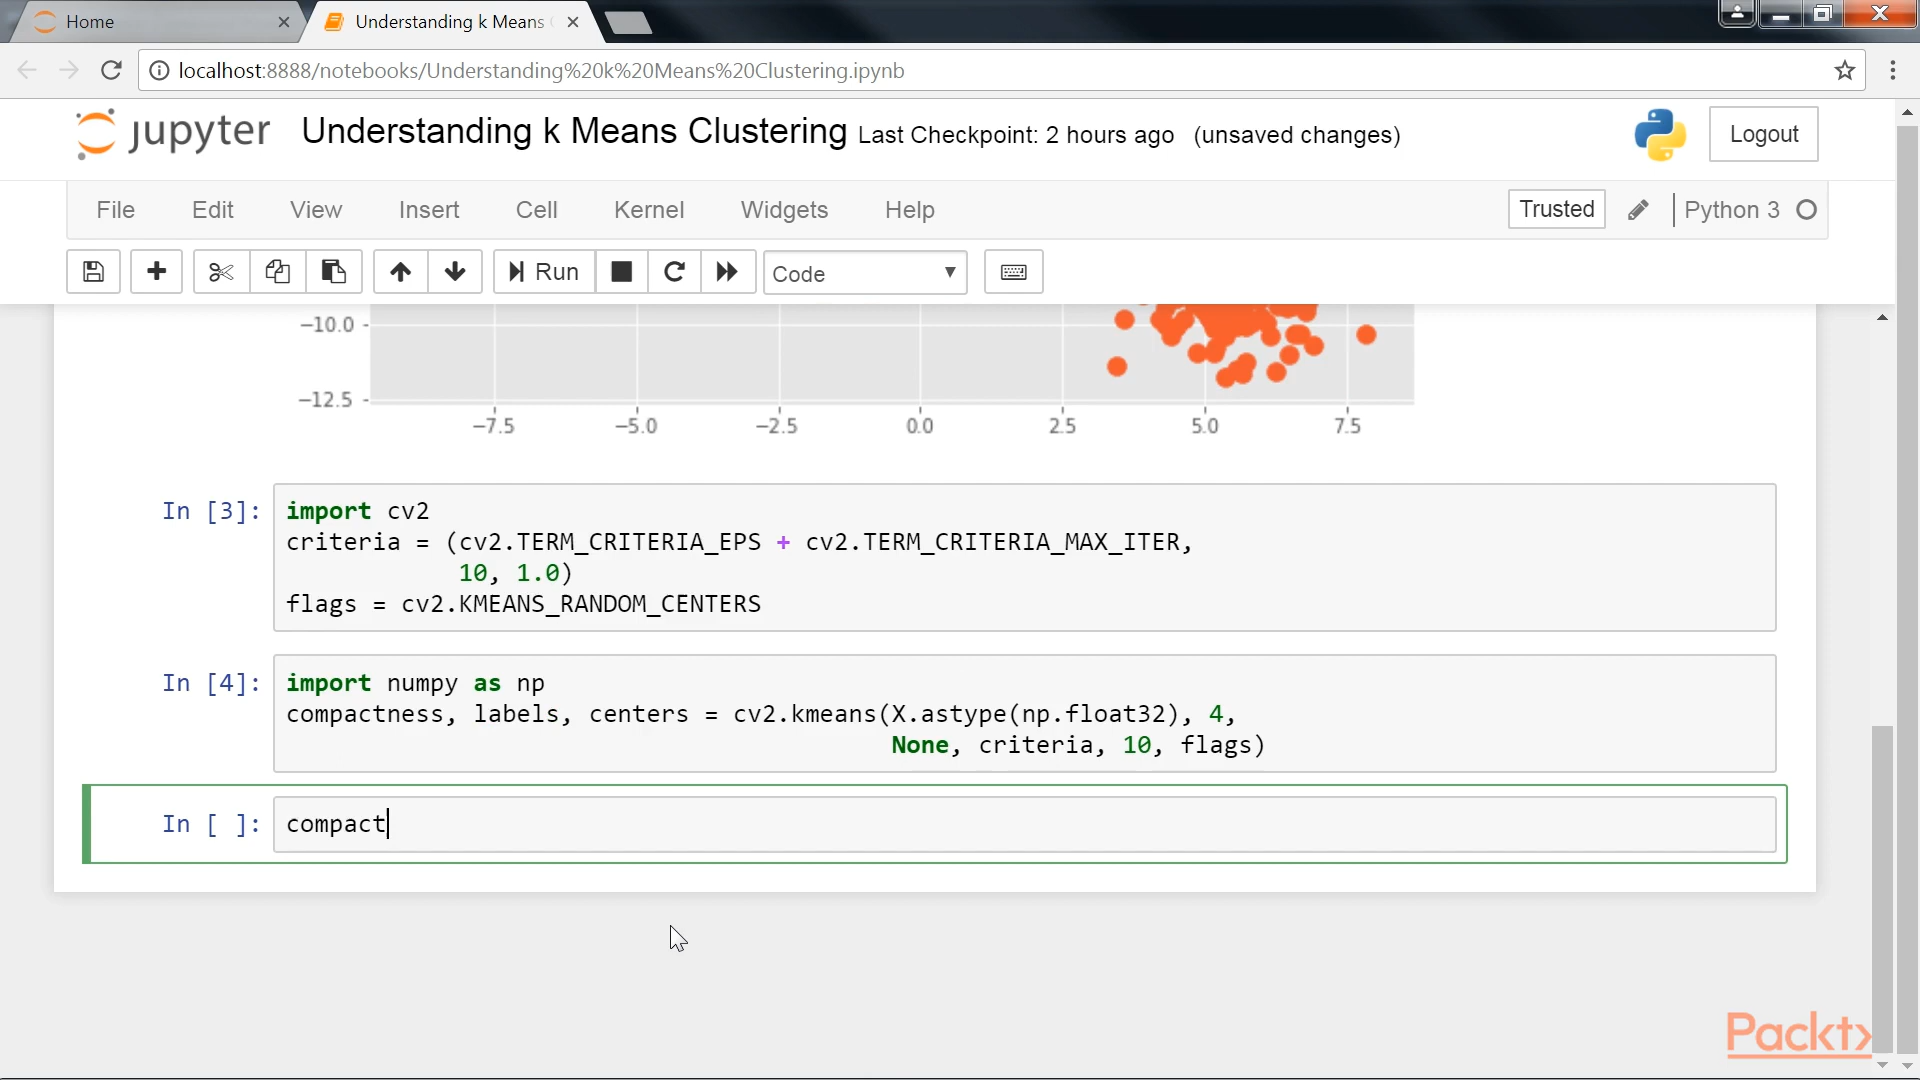 Home
Understanding k Means
localhost:8888/notebooks/Understanding%20k%20Means%20Clustering.ipynb
jupyter Understanding k Means Clustering Last Checkpoint: 2 hours ago (unsaved changes) Logout
File Edit View Insert Cell Kernel Widgets Help Trusted Python 3
Run Code
−10.0
−12.5
−7.5 −5.0 −2.5 0.0 2.5 5.0 7.5
In [3]: import cv2
criteria = (cv2.TERM_CRITERIA_EPS + cv2.TERM_CRITERIA_MAX_ITER,
10, 1.0)
flags = cv2.KMEANS_RANDOM_CENTERS
In [4]: import numpy as np
compactness, labels, centers = cv2.kmeans(X.astype(np.float32), 4,
None, criteria, 10, flags)
In [ ]: compact
Packt